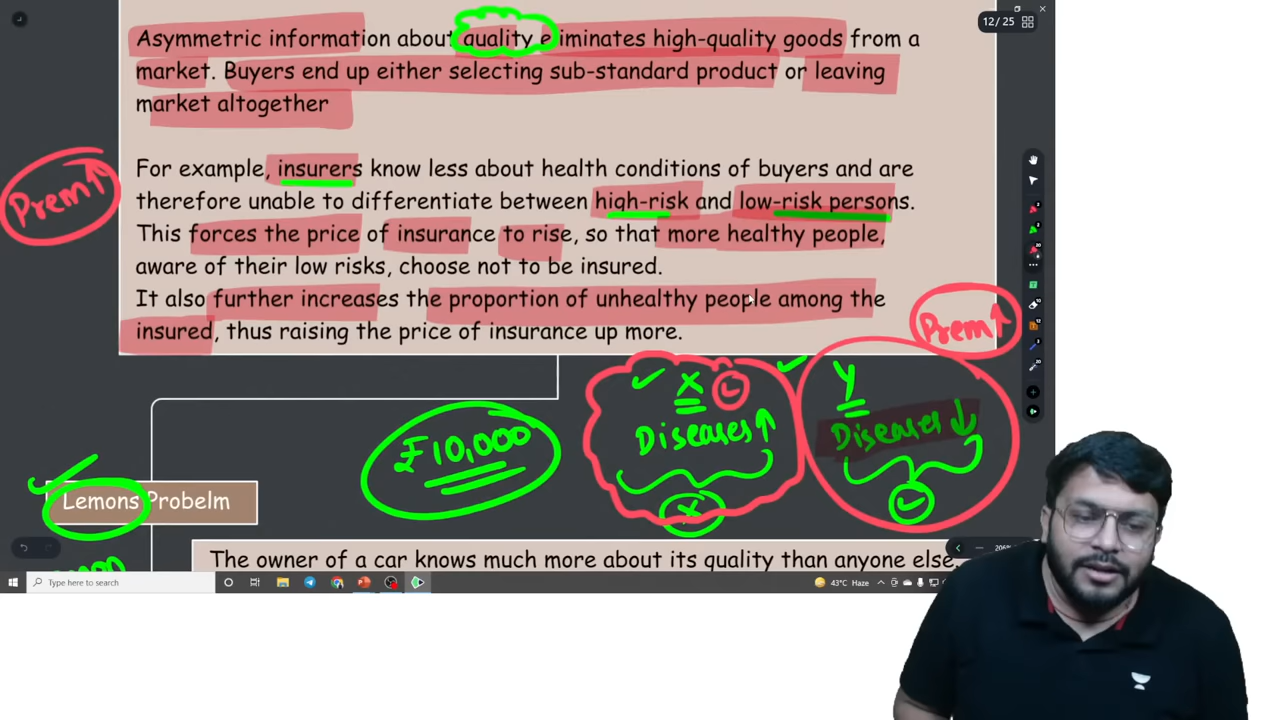 12/25
Asymmetric information about quality eliminates high-quality goods from a
market. Buyers end up either selecting sub-standard product or leaving
market altogether
For example, insurers know less about health conditions of buyers and are
therefore unable to differentiate between high-risk and low-risk persons.
This forces the price of insurance to rise, so that more healthy people,
aware of their low risks, choose not to be insured.
It also further increases the proportion of unhealthy people among the
insured, thus raising the price of insurance up more.
Prem↑
Prem↑
₹10,000
X
Diseases↑
X
Y
Diseases↓
Lemons Probelm
The owner of a car knows much more about its quality than anyone else.
Type here to search
43°C Haze